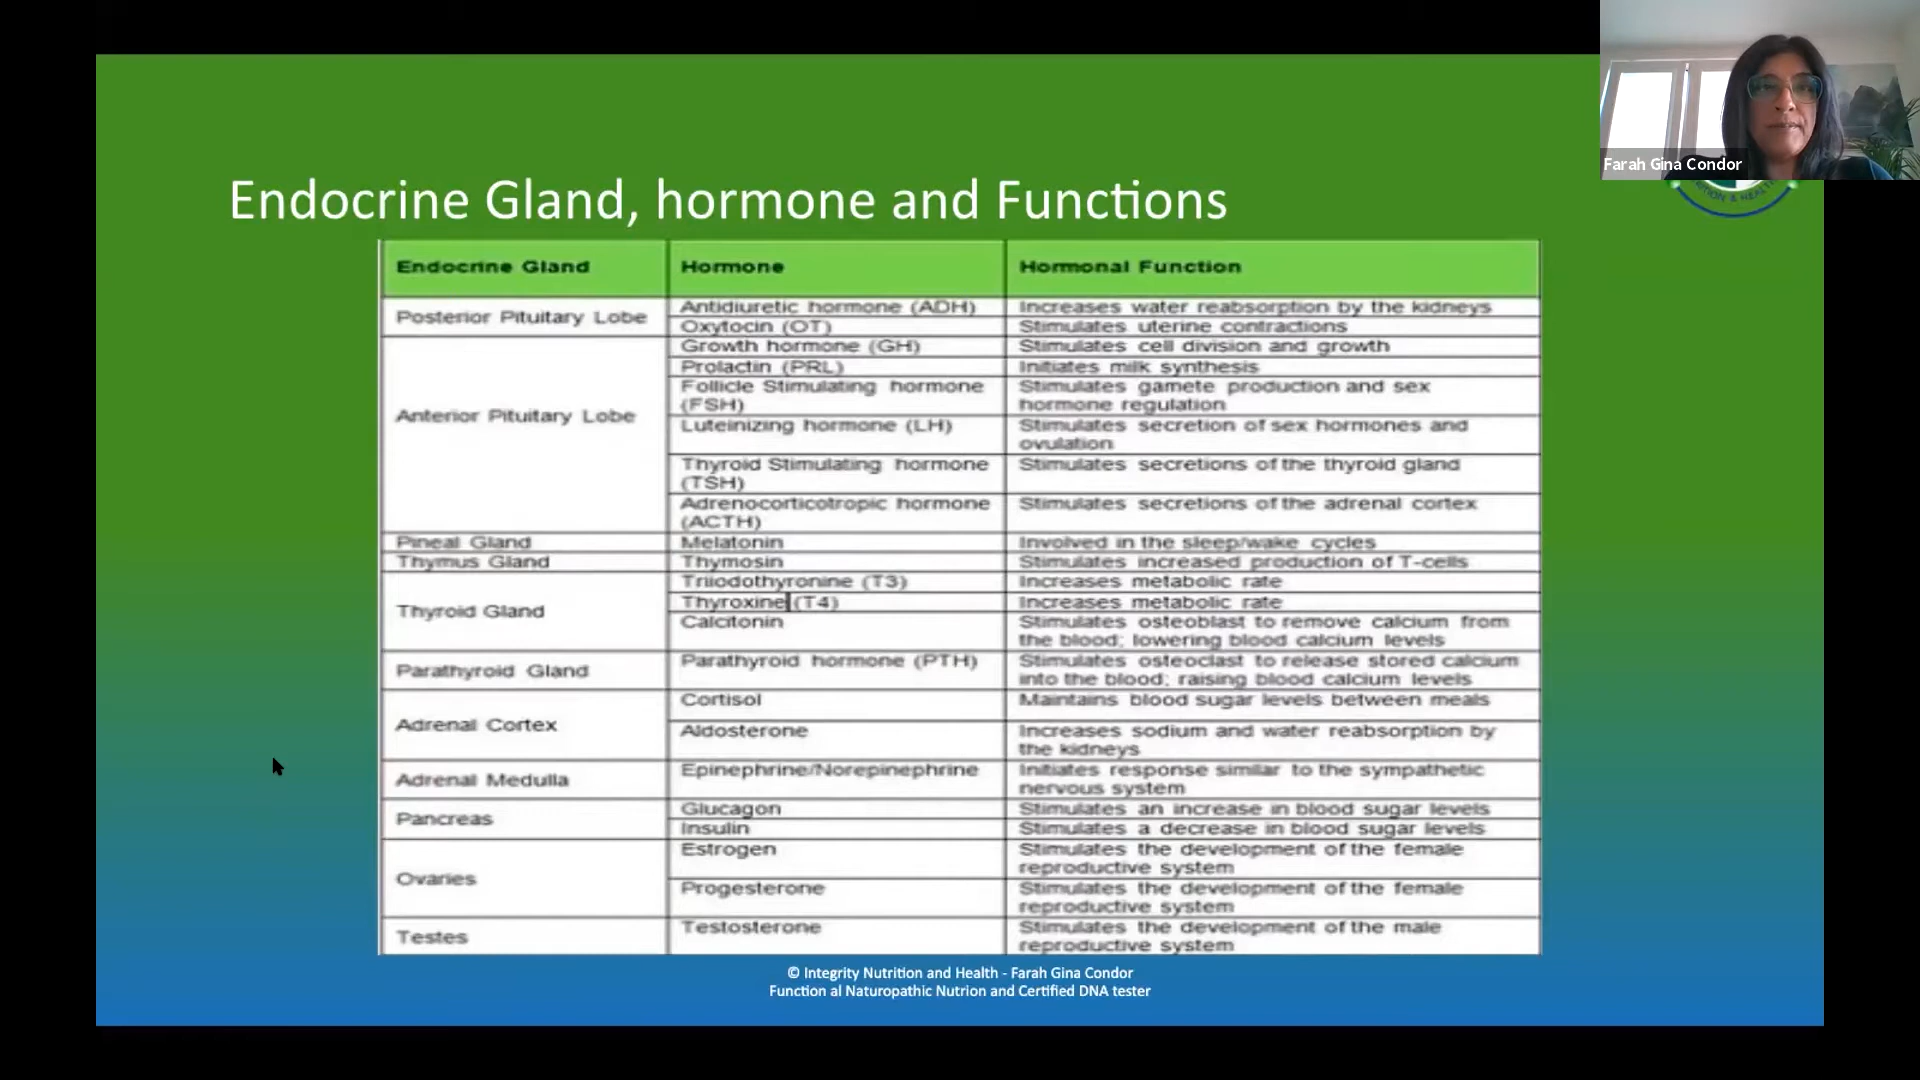 Farah Gina Condor
NUTRITION & HEALTH
Endocrine Gland, hormone and Functions
Endocrine Gland Hormone Hormonal Function
Posterior Pituitary Lobe
Antidiuretic hormone (ADH) Increases water reabsorption by the kidneys
Oxytocin (OT) Stimulates uterine contractions
Anterior Pituitary Lobe
Growth hormone (GH) Stimulates cell division and growth
Prolactin (PRL) Initiates milk synthesis
Follicle Stimulating hormone
(FSH)
Stimulates gamete production and sex
hormone regulation
Luteinizing hormone (LH)
Stimulates secretion of sex hormones and
ovulation
Thyroid Stimulating hormone
(TSH)
Stimulates secretions of the thyroid gland
Adrenocorticotropic hormone
(ACTH)
Stimulates secretions of the adrenal cortex
Pineal Gland Melatonin Involved in the sleep/wake cycles
Thymus Gland Thymosin Stimulates increased production of T-cells
Thyroid Gland
Triiodothyronine (T3) Increases metabolic rate
Thyroxine (T4) Increases metabolic rate
Calcitonin
Stimulates osteoblast to remove calcium from
the blood; lowering blood calcium levels
Parathyroid Gland
Parathyroid hormone (PTH)
Stimulates osteoclast to release stored calcium
into the blood; raising blood calcium levels
Adrenal Cortex
Cortisol Maintains blood sugar levels between meals
Aldosterone
Increases sodium and water reabsorption by
the kidneys
Adrenal Medulla
Epinephrine/Norepinephrine
Initiates response similar to the sympathetic
nervous system
Pancreas
Glucagon Stimulates an increase in blood sugar levels
Insulin Stimulates a decrease in blood sugar levels
Ovaries
Estrogen
Stimulates the development of the female
reproductive system
Progesterone
Stimulates the development of the female
reproductive system
Testes
Testosterone
Stimulates the development of the male
reproductive system
© Integrity Nutrition and Health - Farah Gina Condor
Function al Naturopathic Nutrion and Certified DNA tester